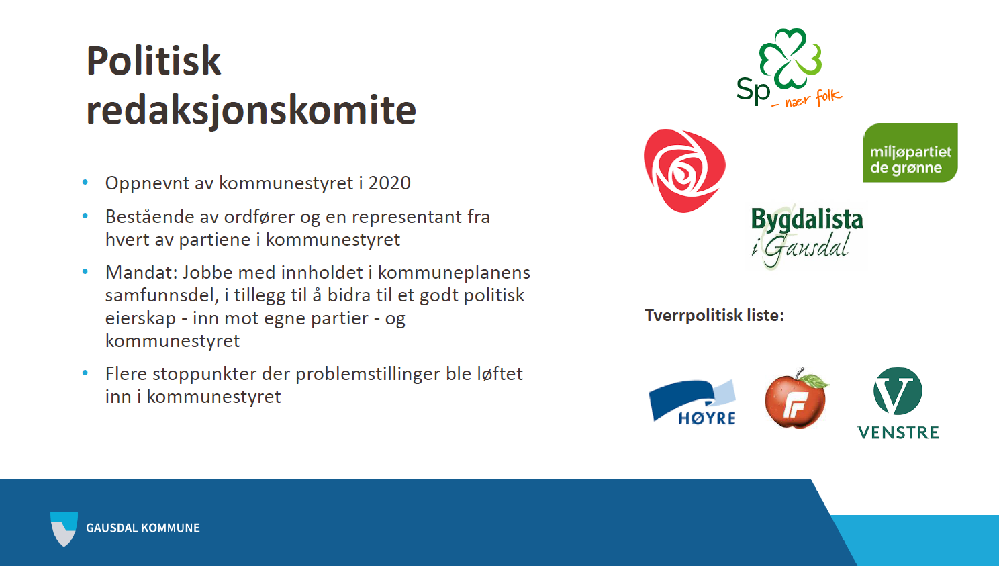 Politisk
redaksjonskomite
• Oppnevnt av kommunestyret i 2020
• Bestående av ordfører og en representant fra
hvert av partiene i kommunestyret
• Mandat: Jobbe med innholdet i kommuneplanens
samfunnsdel, i tillegg til å bidra til et godt politisk
eierskap - inn mot egne partier - og
kommunestyret
• Flere stoppunkter der problemstillinger ble løftet
inn i kommunestyret
Sp
- nær folk
miljøpartiet
de grønne
Bygdalista
i Gausdal
Tverrpolitisk liste:
HØYRE
F
V
VENSTRE
GAUSDAL KOMMUNE